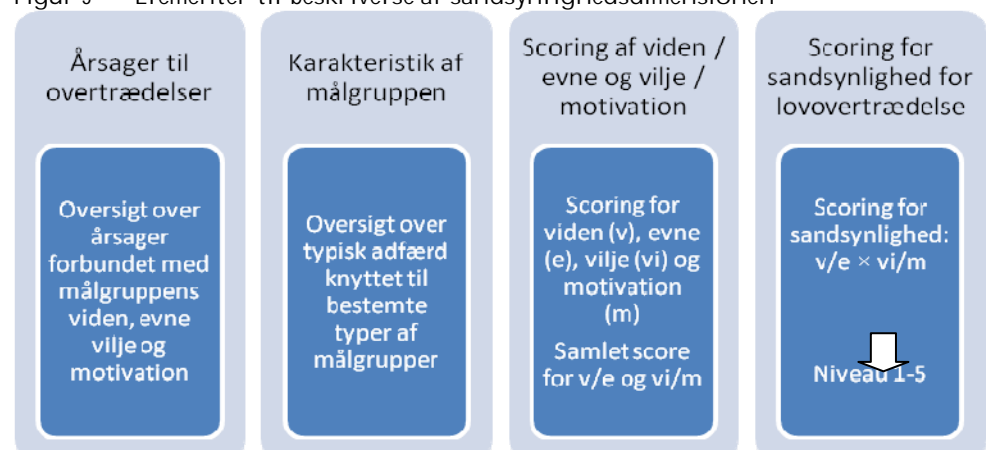 Årsager til
overtrædelser
Oversigt over
årsager
forbundet med
målgruppens
viden, evne
vilje og
motivation
Karakteristik af
målgruppen
Oversigt over
typisk adfærd
knyttet til
bestemte
typer af
målgrupper
Scoring af viden /
evne og vilje /
motivation
Scoring for
viden (v), evne
(e), vilje (vi) og
motivation
(m)
Samlet score
for v/e og vi/m
Scoring for
sandsynlighed for
lovovertrædelse
Scoring for
sandsynlighed:
v/e × vi/m
Niveau 1-5